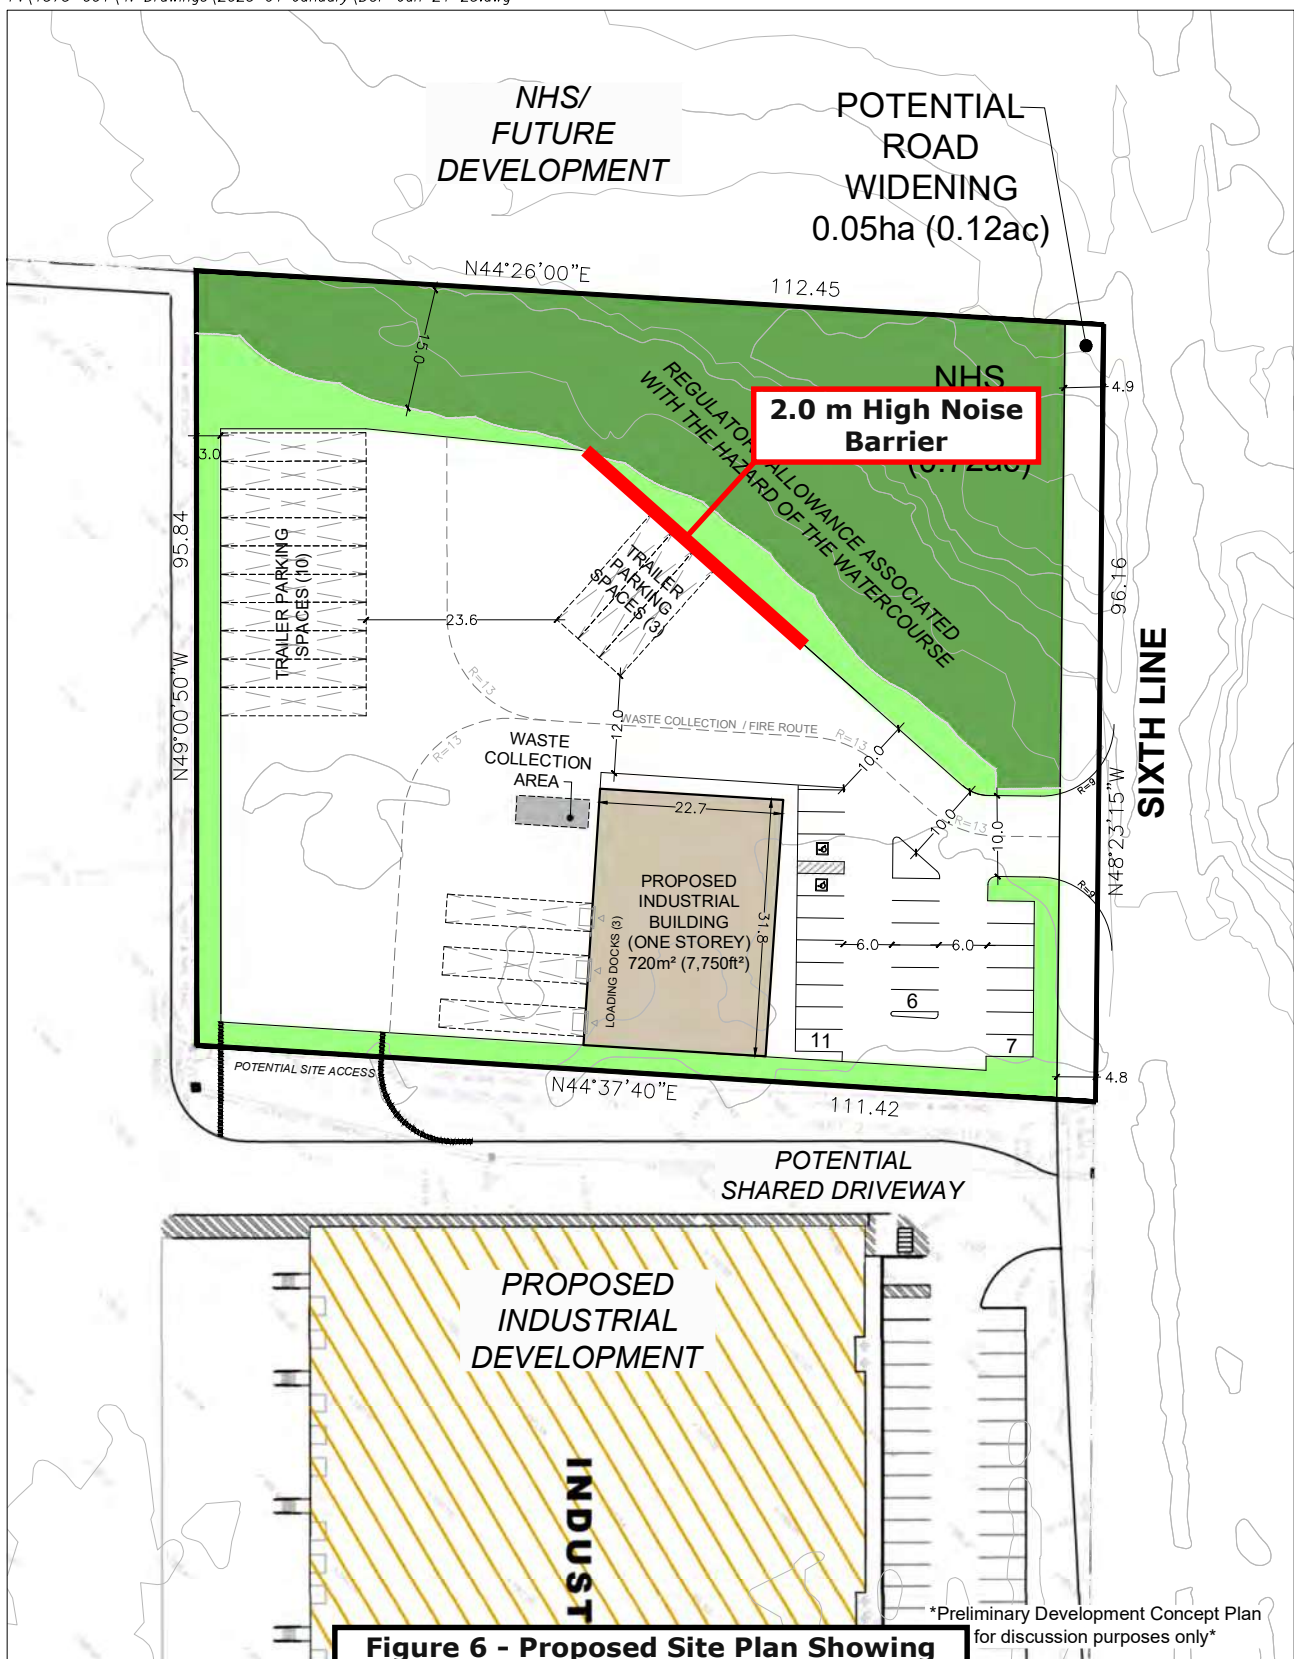 NHS/
FUTURE
DEVELOPMENT
POTENTIAL
ROAD
WIDENING
0.05ha (0.12ac)
N44°26'00"E
112.45
15.0
NHS
4.9
2.0 m High Noise
Barrier
REGULATORY ALLOWANCE ASSOCIATED
WITH THE HAZARD OF THE WATERCOURSE
3.0
95.84
N49°00'50"W
TRAILER PARKING
SPACES (10)
23.6
TRAILER
PARKING
SPACES (3)
96.16
SIXTH LINE
N48°23'15"W
R=13
R=13
12.0
WASTE COLLECTION / FIRE ROUTE
R=13
10.0
WASTE
COLLECTION
AREA
22.7
10.0
R=13
10.0
R=9
R=9
PROPOSED
INDUSTRIAL
BUILDING
(ONE STOREY)
720m² (7,750ft²)
31.8
LOADING DOCKS (3)
6.0
6.0
6
11
7
POTENTIAL SITE ACCESS
N44°37'40"E
111.42
4.8
POTENTIAL
SHARED DRIVEWAY
PROPOSED
INDUSTRIAL
DEVELOPMENT
INDUST
*Preliminary Development Concept Plan
for discussion purposes only*
Figure 6 - Proposed Site Plan Showing